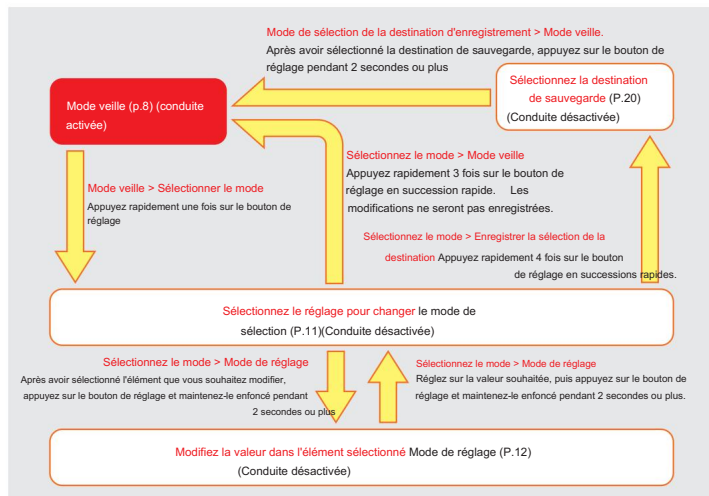 Mode de sélection de la destination d'enregistrement > Mode veille.
Après avoir sélectionné la destination de sauvegarde, appuyez sur le bouton de
réglage pendant 2 secondes ou plus
Sélectionnez la destination
de sauvegarde (P.20)
(Conduite désactivée)
Mode veille (p.8) (conduite
activée)
Sélectionnez le mode > Mode veille
Appuyez rapidement 3 fois sur le bouton de
réglage en succession rapide. Les
modifications ne seront pas enregistrées.
Mode veille > Sélectionner le mode
Appuyez rapidement une fois sur le bouton de
réglage
Sélectionnez le mode > Enregistrer la sélection de la
destination Appuyez rapidement 4 fois sur le bouton
de réglage en successions rapides.
Sélectionnez le réglage pour changer le mode de
sélection (P.11)(Conduite désactivée)
Sélectionnez le mode > Mode de réglage
Après avoir sélectionné l'élément que vous souhaitez modifier,
appuyez sur le bouton de réglage et maintenez-le enfoncé pendant
2 secondes ou plus
Sélectionnez le mode > Mode de réglage
Réglez sur la valeur souhaitée, puis appuyez sur le bouton de
réglage et maintenez-le enfoncé pendant 2 secondes ou plus.
Modifiez la valeur dans l'élément sélectionné Mode de réglage (P.12)
(Conduite désactivée)